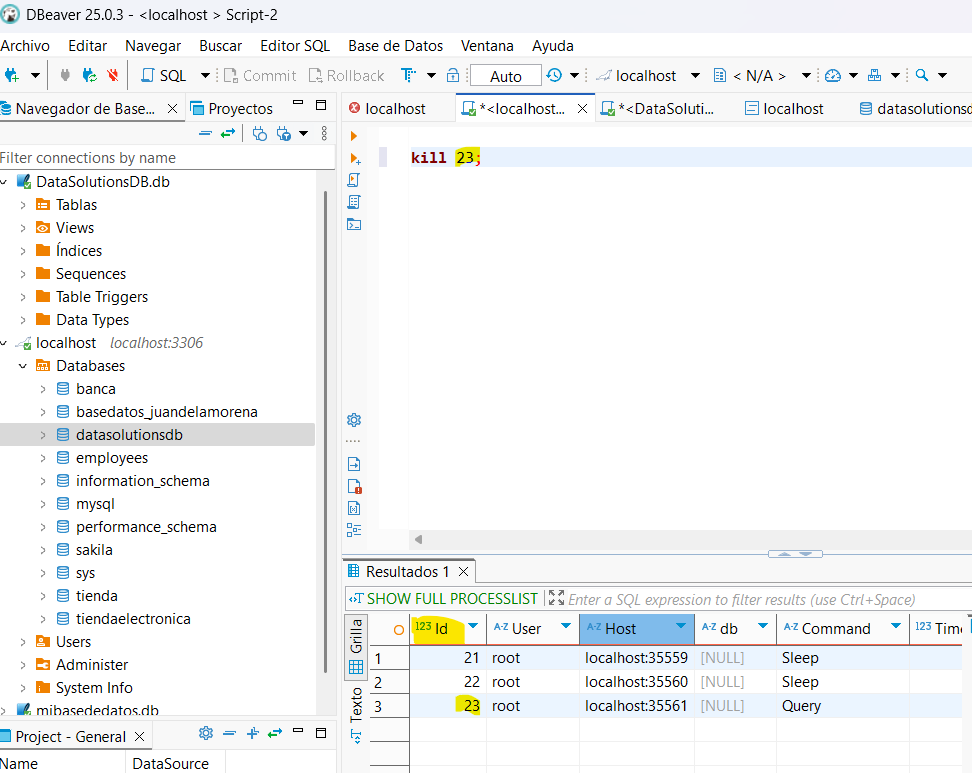 DBeaver 25.0.3 - <localhost > Script-2
Archivo Editar Navegar Buscar Editor SQL Base de Datos Ventana Ayuda
SQL Commit Rollback Auto localhost < N/A >
Navegador de Base... Proyectos
localhost *<localhost... *<DataSoluti... localhost datasolutionsd
Filter connections by name
kill 23;
DataSolutionsDB.db
Tablas
Views
Índices
Sequences
Table Triggers
Data Types
localhost localhost:3306
Databases
banca
basedatos_juandelamorena
datasolutionsdb
employees
information_schema
mysql
performance_schema
sakila
sys
tienda
tiendaelectronica
Users
Administer
System Info
mibasededatos.db
Project - General
Name DataSource
Resultados 1
SHOW FULL PROCESSLIST Enter a SQL expression to filter results (use Ctrl+Space)
Grilla
Texto
123 Id A-Z User A-Z Host A-Z db A-Z Command 123 Time
1 21 root localhost:35559 [NULL] Sleep
2 22 root localhost:35560 [NULL] Sleep
3 23 root localhost:35561 [NULL] Query